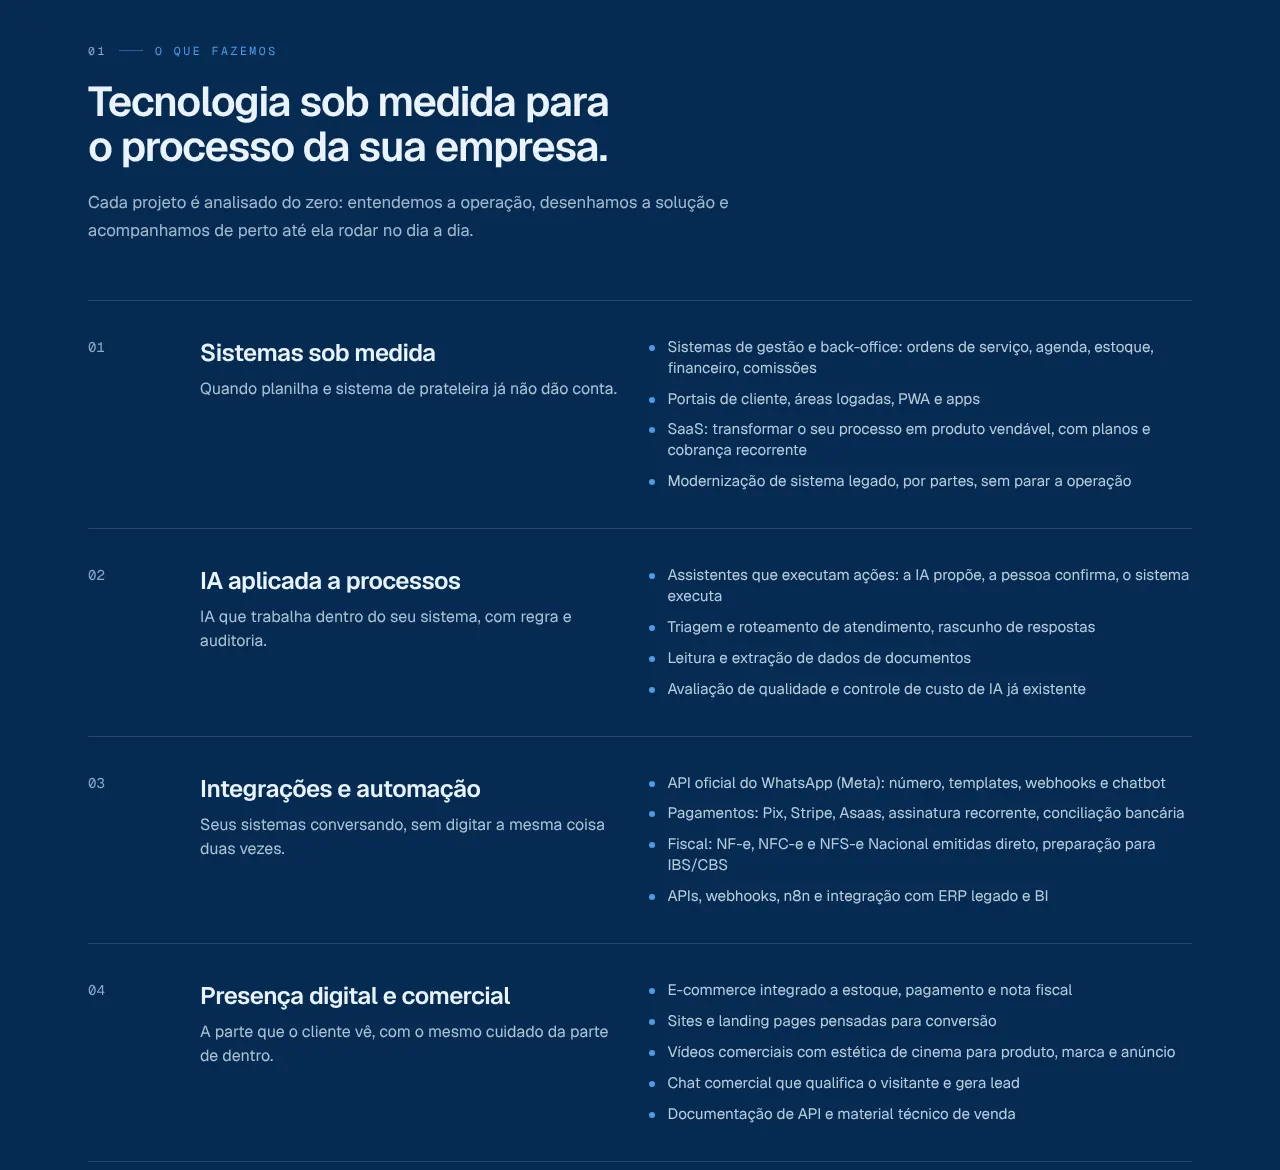 01 O QUE FAZEMOS
Tecnologia sob medida para
o processo da sua empresa.
Cada projeto é analisado do zero: entendemos a operação, desenhamos a solução e
acompanhamos de perto até ela rodar no dia a dia.
01
Sistemas sob medida
Quando planilha e sistema de prateleira já não dão conta.
Sistemas de gestão e back-office: ordens de serviço, agenda, estoque,
financeiro, comissões
Portais de cliente, áreas logadas, PWA e apps
SaaS: transformar o seu processo em produto vendável, com planos e
cobrança recorrente
Modernização de sistema legado, por partes, sem parar a operação
02
IA aplicada a processos
IA que trabalha dentro do seu sistema, com regra e
auditoria.
Assistentes que executam ações: a IA propõe, a pessoa confirma, o sistema
executa
Triagem e roteamento de atendimento, rascunho de respostas
Leitura e extração de dados de documentos
Avaliação de qualidade e controle de custo de IA já existente
03
Integrações e automação
Seus sistemas conversando, sem digitar a mesma coisa
duas vezes.
API oficial do WhatsApp (Meta): número, templates, webhooks e chatbot
Pagamentos: Pix, Stripe, Asaas, assinatura recorrente, conciliação bancária
Fiscal: NF-e, NFC-e e NFS-e Nacional emitidas direto, preparação para
IBS/CBS
APIs, webhooks, n8n e integração com ERP legado e BI
04
Presença digital e comercial
A parte que o cliente vê, com o mesmo cuidado da parte
de dentro.
E-commerce integrado a estoque, pagamento e nota fiscal
Sites e landing pages pensadas para conversão
Vídeos comerciais com estética de cinema para produto, marca e anúncio
Chat comercial que qualifica o visitante e gera lead
Documentação de API e material técnico de venda